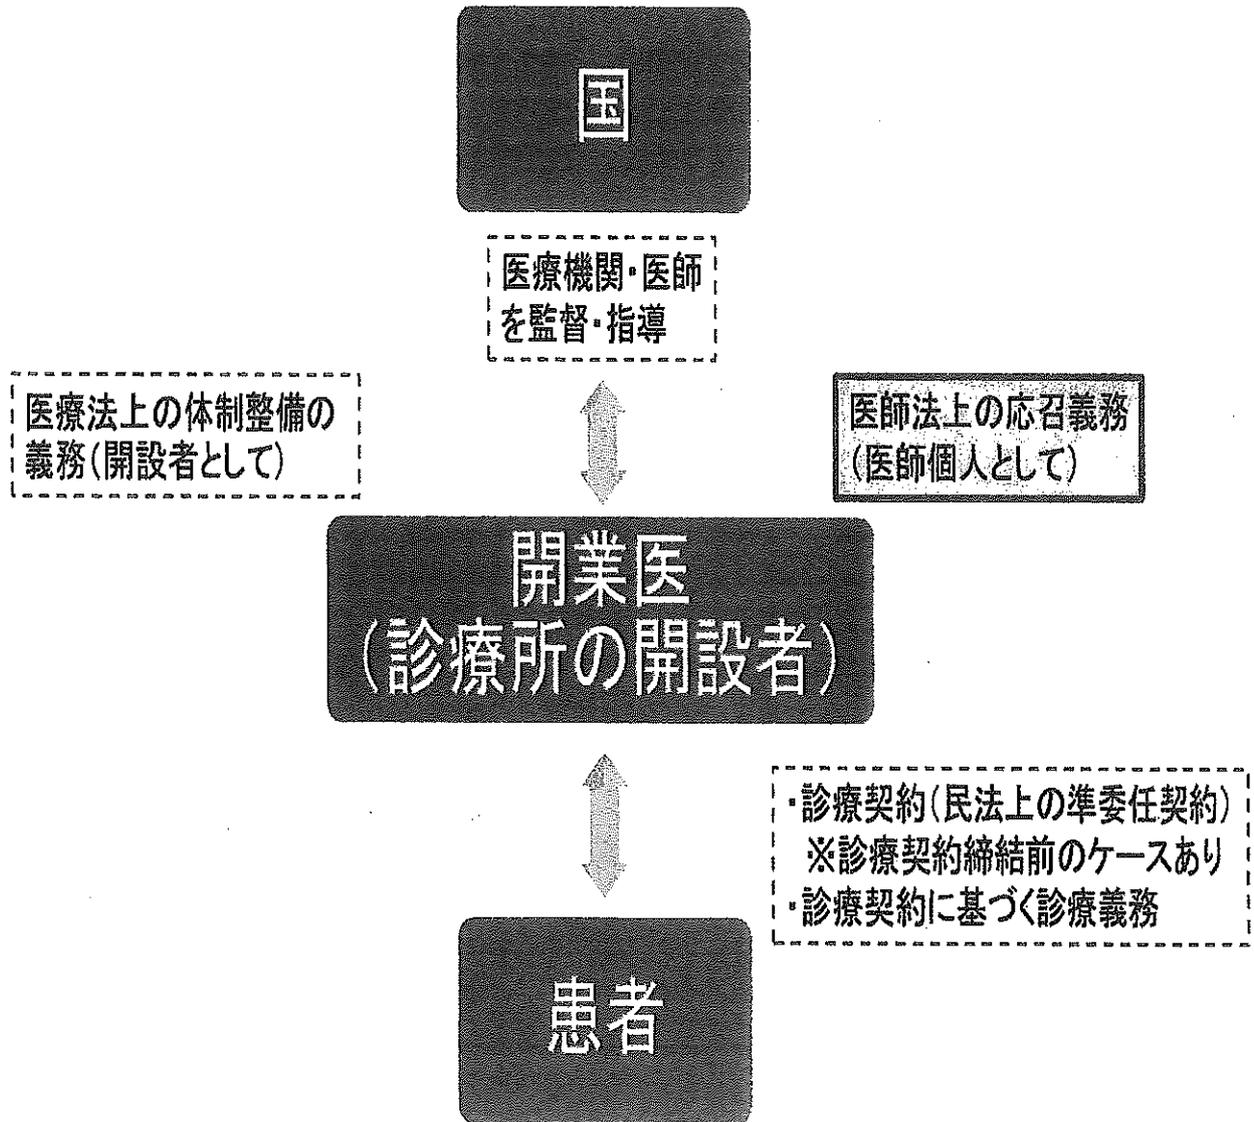 国
医療機関・医師
を監督・指導
医療法上の体制整備の
義務(開設者として)
医師法上の応召義務
(医師個人として)
開業医
(診療所の開設者)
・診療契約(民法上の準委任契約)
※診療契約締結前のケースあり
・診療契約に基づく診療義務
患者